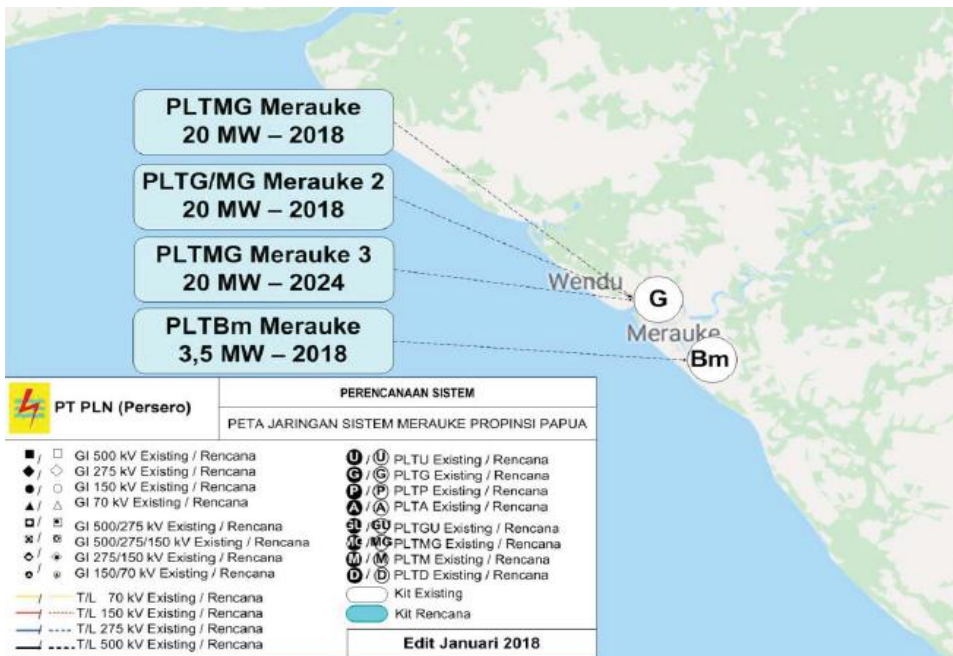 PLTMG Merauke
20 MW – 2018
PLTG/MG Merauke 2
20 MW – 2018
PLTMG Merauke 3
20 MW – 2024
PLTBm Merauke
3,5 MW – 2018
Wendu
G
Merauke
Bm
PT PLN (Persero)
PERENCANAAN SISTEM
PETA JARINGAN SISTEM MERAUKE PROPINSI PAPUA
GI 500 kV Existing / Rencana
GI 275 kV Existing / Rencana
GI 150 kV Existing / Rencana
GI 70 kV Existing / Rencana
GI 500/275 kV Existing / Rencana
GI 500/275/150 kV Existing / Rencana
GI 275/150 kV Existing / Rencana
GI 150/70 kV Existing / Rencana
T/L 70 kV Existing / Rencana
T/L 150 kV Existing / Rencana
T/L 275 kV Existing / Rencana
T/L 500 kV Existing / Rencana
U / U PLTU Existing / Rencana
G / G PLTG Existing / Rencana
P / P PLTP Existing / Rencana
A / A PLTA Existing / Rencana
GL / GU PLTGU Existing / Rencana
MG / MG PLTMG Existing / Rencana
M / M PLTM Existing / Rencana
D / D PLTD Existing / Rencana
Kit Existing
Kit Rencana
Edit Januari 2018